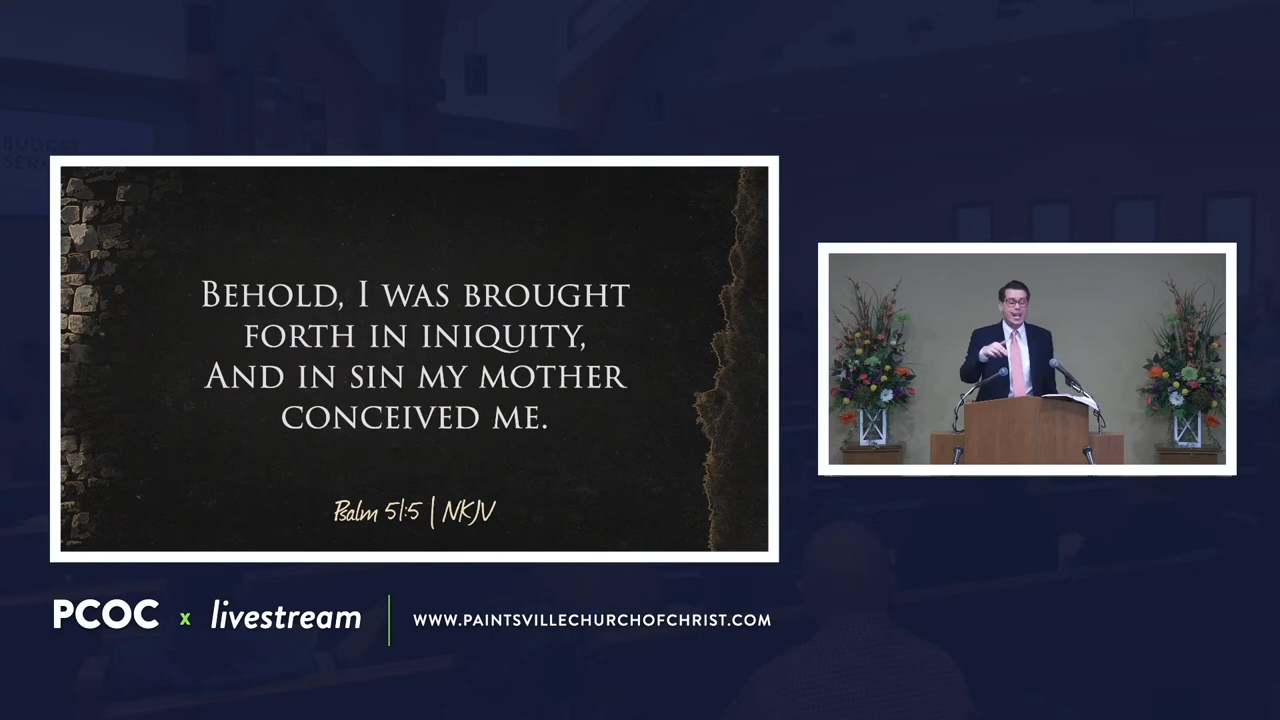 BUDGET
BEHOLD, I WAS BROUGHT
FORTH IN INIQUITY,
AND IN SIN MY MOTHER
CONCEIVED ME.
Psalm 51:5 | NKJV
PCOC x livestream
WWW.PAINTSVILLECHURCHOFCHRIST.COM